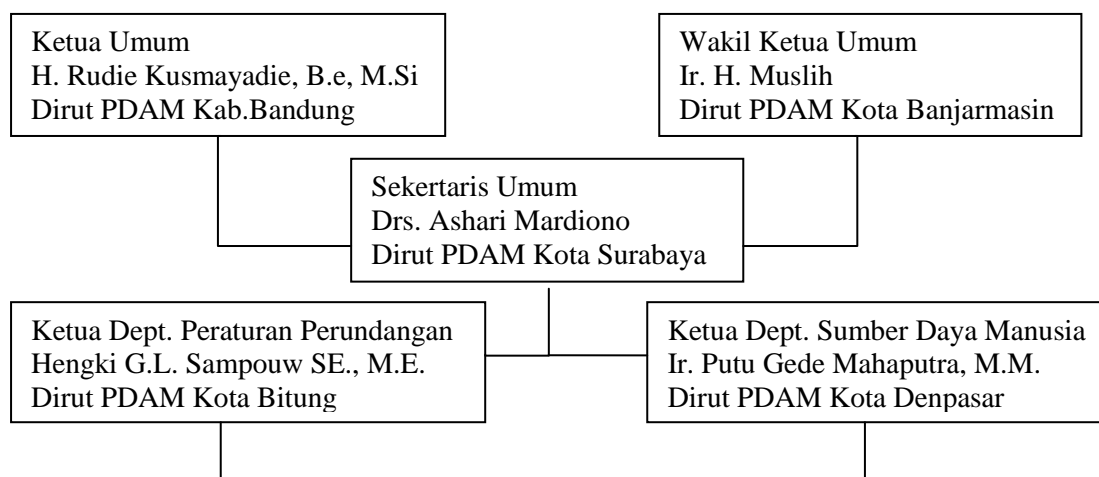 Ketua Umum
H. Rudie Kusmayadie, B.e, M.Si
Dirut PDAM Kab.Bandung
Wakil Ketua Umum
Ir. H. Muslih
Dirut PDAM Kota Banjarmasin
Sekertaris Umum
Drs. Ashari Mardiono
Dirut PDAM Kota Surabaya
Ketua Dept. Peraturan Perundangan
Hengki G.L. Sampouw SE., M.E.
Dirut PDAM Kota Bitung
Ketua Dept. Sumber Daya Manusia
Ir. Putu Gede Mahaputra, M.M.
Dirut PDAM Kota Denpasar